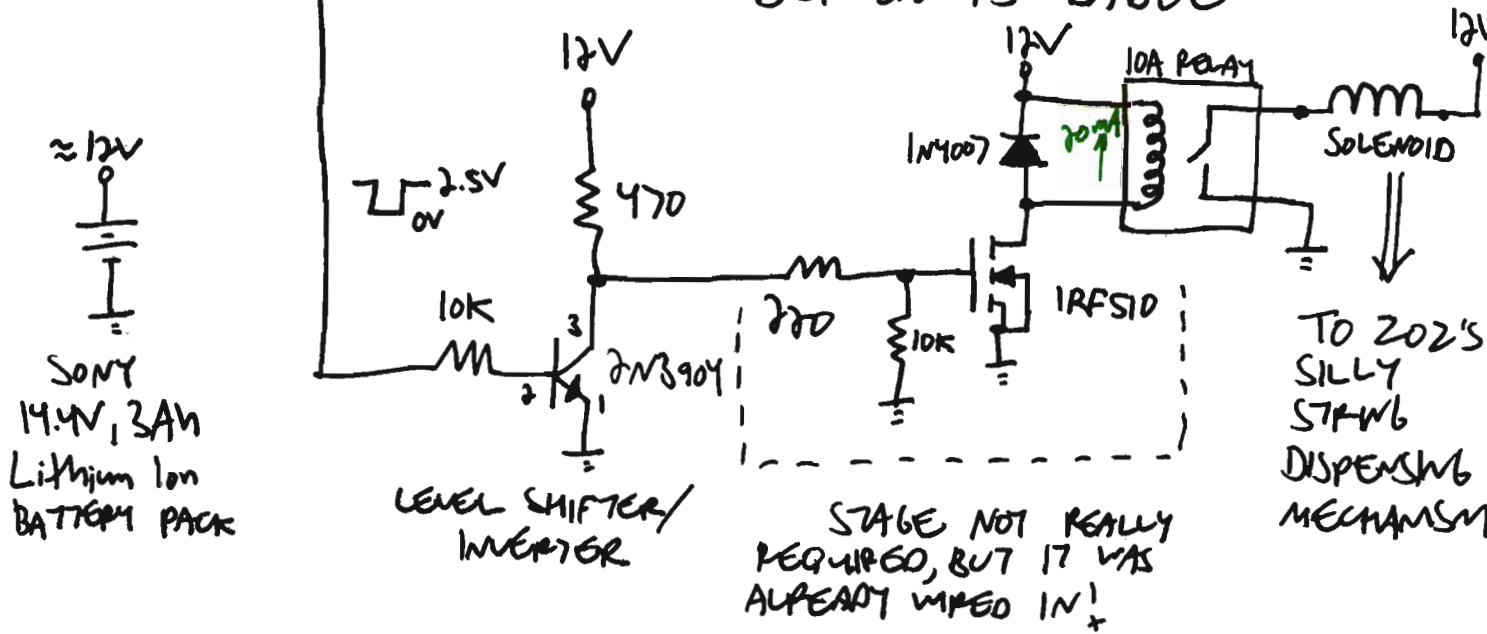 12V
12V
12V
10A RELAY
1N4007
20mA
SOLENOID
≈12V
2.5V
0V
470
10K
3
2
1
2N3904
220
10K
IRF510
SONY
14.4V, 3Ah
Lithium Ion
BATTERY PACK
LEVEL SHIFTER/
INVERTER
STAGE NOT REALLY
REQUIRED, BUT IT WAS
ALREADY WIRED IN!
TO ZOZ'S
SILLY
STRING
DISPENSING
MECHANISM